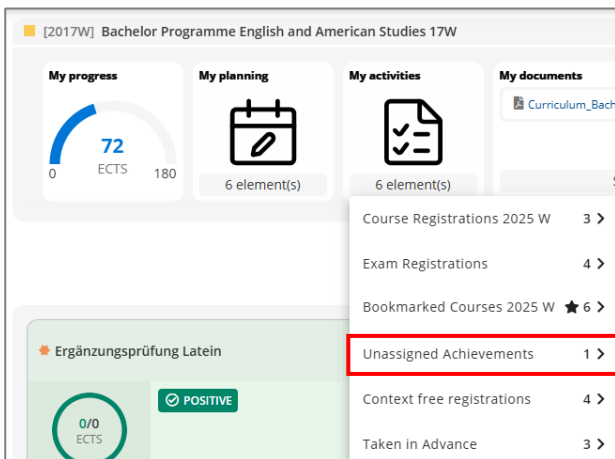 [2017W] Bachelor Programme English and American Studies 17W
My progress
My planning
My activities
My documents
Curriculum_Bach
72
ECTS
0
180
6 element(s)
6 element(s)
Course Registrations 2025 W 3
Exam Registrations 4
Bookmarked Courses 2025 W ★ 6
Unassigned Achievements 1
Context free registrations 4
Taken in Advance 3
Ergänzungsprüfung Latein
POSITIVE
0/0
ECTS